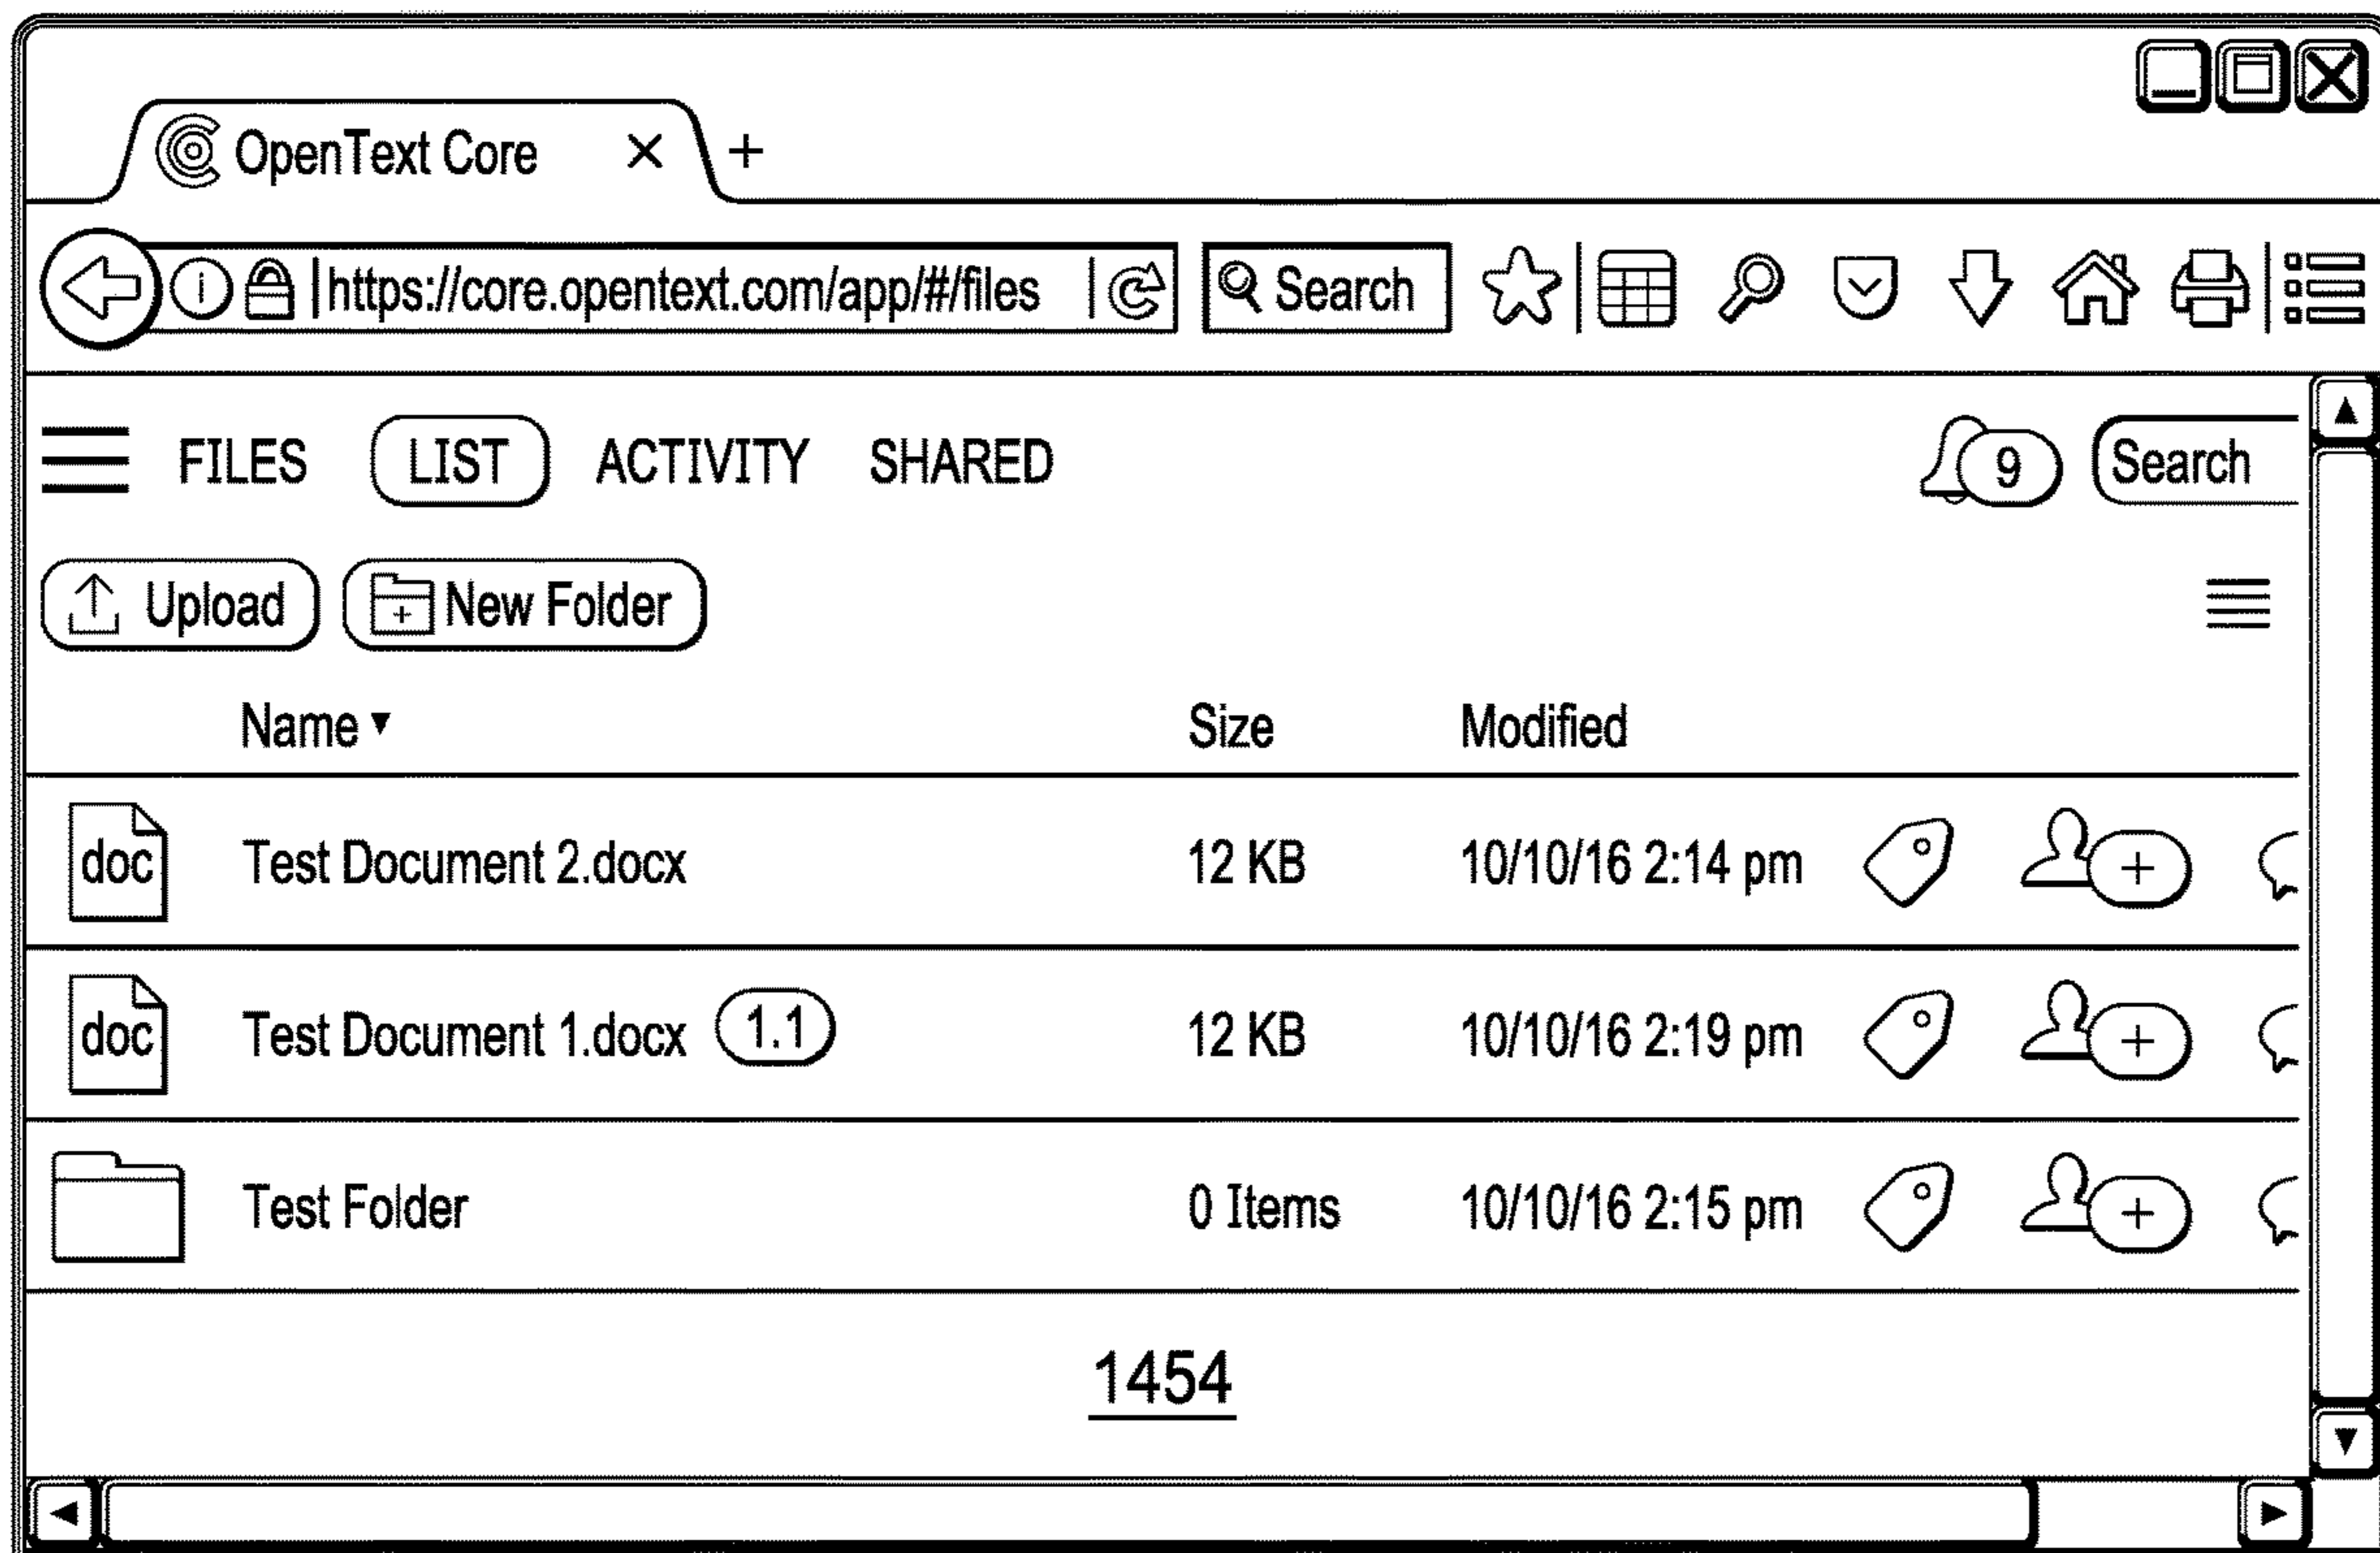 OpenText Core
https://core.opentext.com/app/#/files Search
FILES LIST ACTIVITY SHARED 9 Search
Upload New Folder
Name Size Modified
doc Test Document 2.docx 12 KB 10/10/16 2:14 pm
doc Test Document 1.docx 1.1 12 KB 10/10/16 2:19 pm
Test Folder 0 Items 10/10/16 2:15 pm
1454